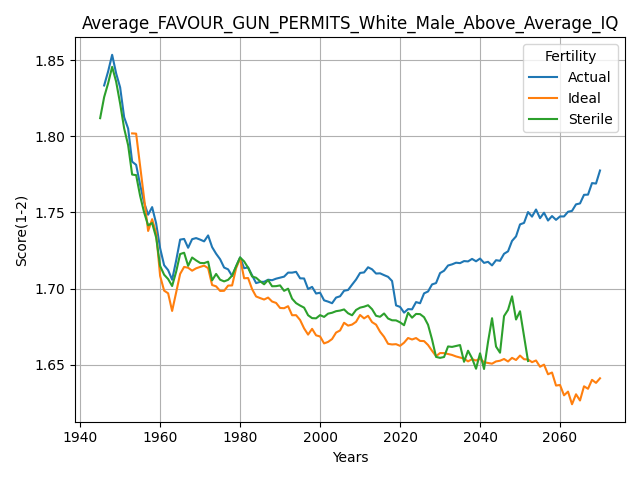 Average_FAVOUR_GUN_PERMITS_White_Male_Above_Average_IQ
Fertility
Actual
Ideal
Sterile
Score(1-2)
1.85
1.80
1.75
1.70
1.65
1940 1960 1980 2000 2020 2040 2060
Years